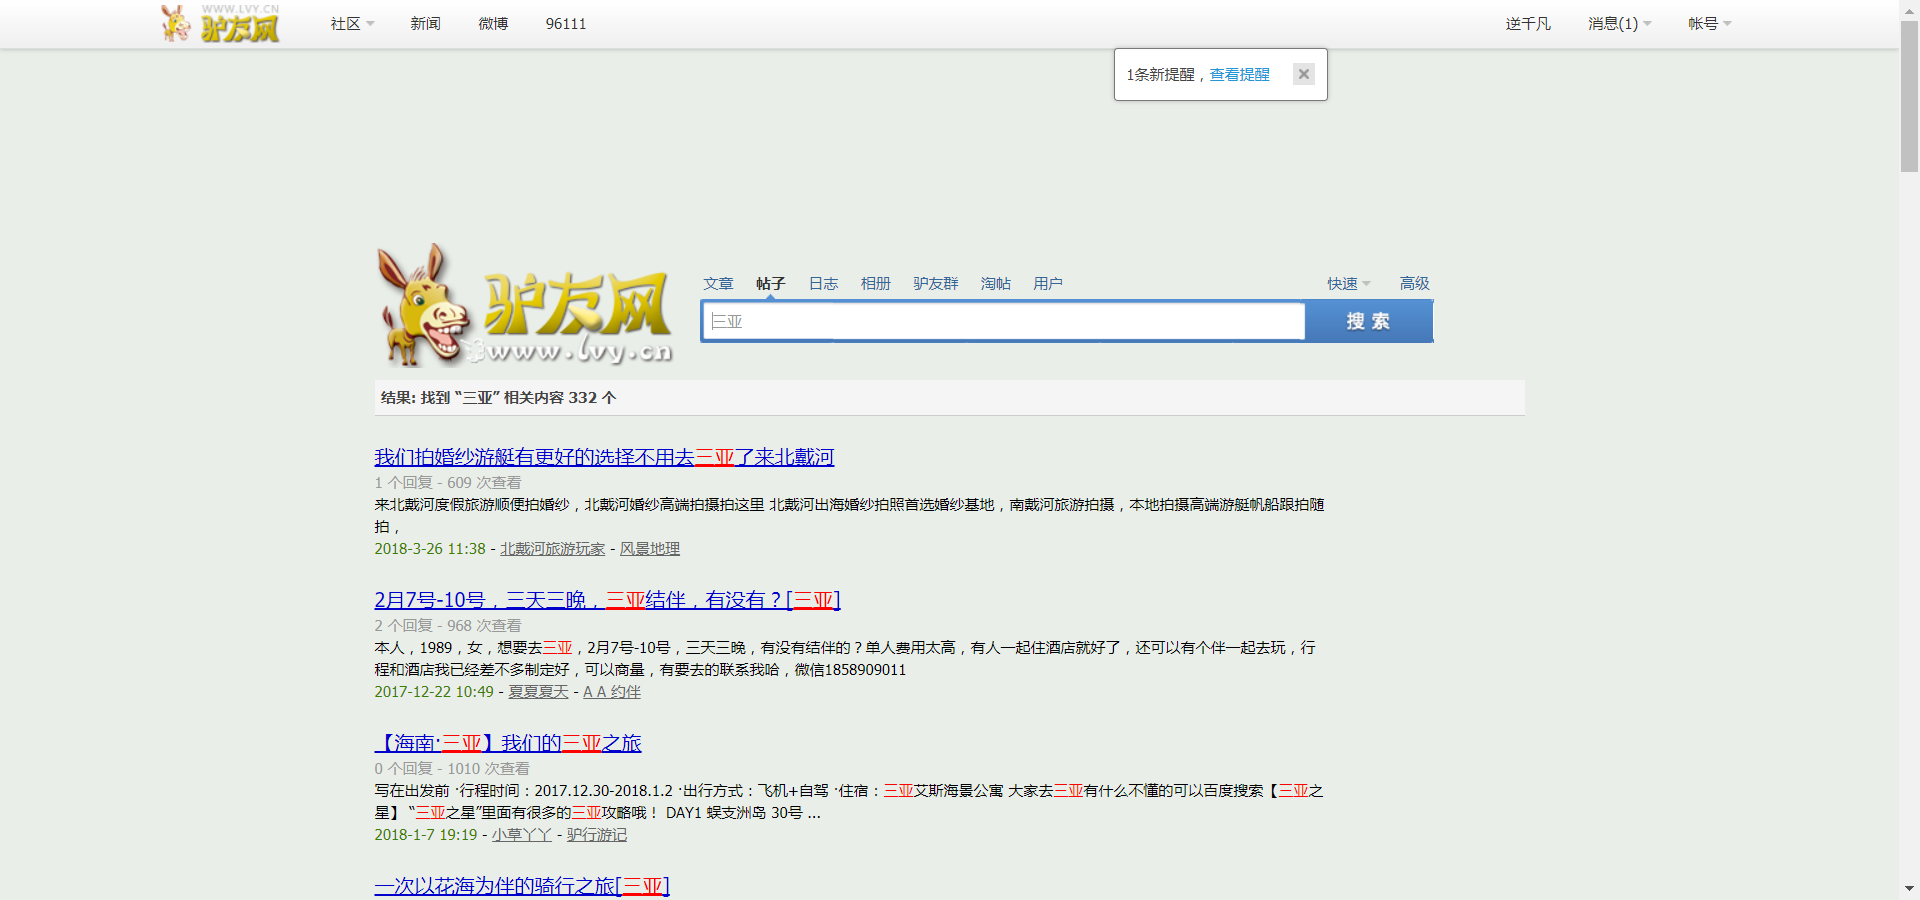 WWW.LVY.CN
驴友网
社区
新闻
微博
96111
逆千凡
消息(1)
帐号
1条新提醒，查看提醒
驴友网
www.lvy.cn
文章
帖子
日志
相册
驴友群
淘帖
用户
快速
高级
三亚
搜索
结果: 找到 “三亚” 相关内容 332 个
我们拍婚纱游艇有更好的选择不用去三亚了来北戴河
1 个回复 - 609 次查看
来北戴河度假旅游顺便拍婚纱，北戴河婚纱高端拍摄拍这里 北戴河出海婚纱拍照首选婚纱基地，南戴河旅游拍摄，本地拍摄高端游艇帆船跟拍随
拍，
2018-3-26 11:38 - 北戴河旅游玩家 - 风景地理
2月7号-10号，三天三晚，三亚结伴，有没有？[三亚]
2 个回复 - 968 次查看
本人，1989，女，想要去三亚，2月7号-10号，三天三晚，有没有结伴的？单人费用太高，有人一起住酒店就好了，还可以有个伴一起去玩，行
程和酒店我已经差不多制定好，可以商量，有要去的联系我哈，微信1858909011
2017-12-22 10:49 - 夏夏夏天 - A A 约伴
【海南·三亚】我们的三亚之旅
0 个回复 - 1010 次查看
写在出发前 ·行程时间：2017.12.30-2018.1.2 ·出行方式：飞机+自驾 ·住宿：三亚艾斯海景公寓 大家去三亚有什么不懂的可以百度搜索【三亚之
星】 “三亚之星”里面有很多的三亚攻略哦！ DAY1 蜈支洲岛 30号 ...
2018-1-7 19:19 - 小草丫丫 - 驴行游记
一次以花海为伴的骑行之旅[三亚]